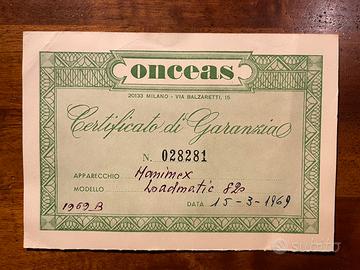 onceas
20133 MILANO - VIA BALZARETTI, 15
Certificato di Garanzia
N. 028281
APPARECCHIO Hanimex
MODELLO Loadmatic 820
1969 B DATA 15-3-1969
subito